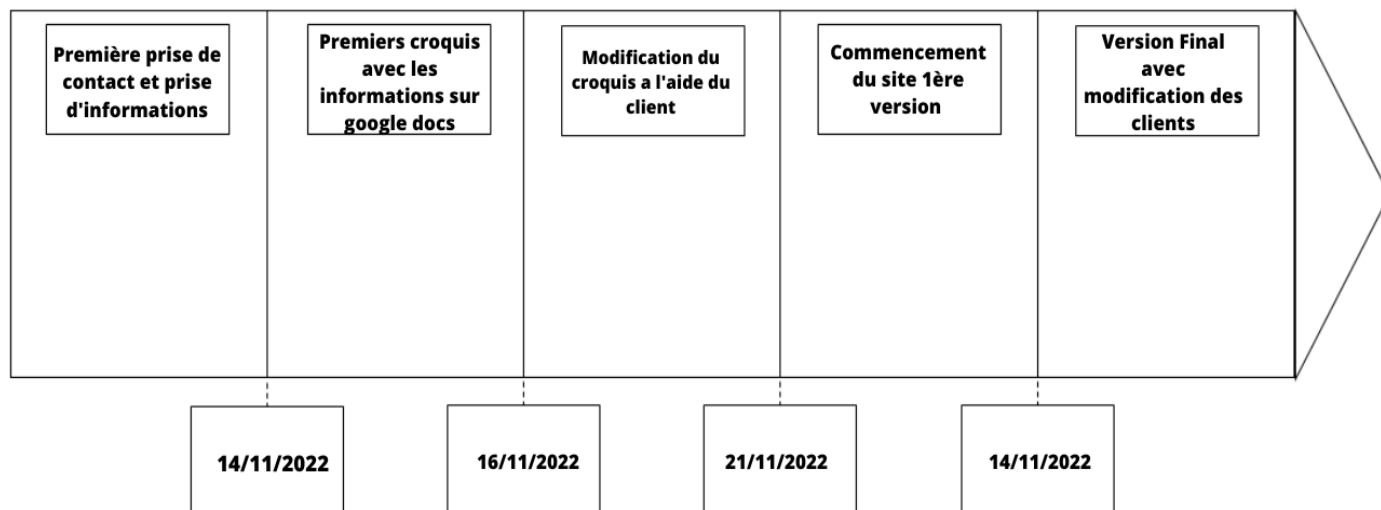 Première prise de
contact et prise
d'informations
Premiers croquis
avec les
informations sur
google docs
Modification du
croquis a l'aide du
client
Commencement
du site 1ère
version
Version Final
avec
modification des
clients
14/11/2022
16/11/2022
21/11/2022
14/11/2022